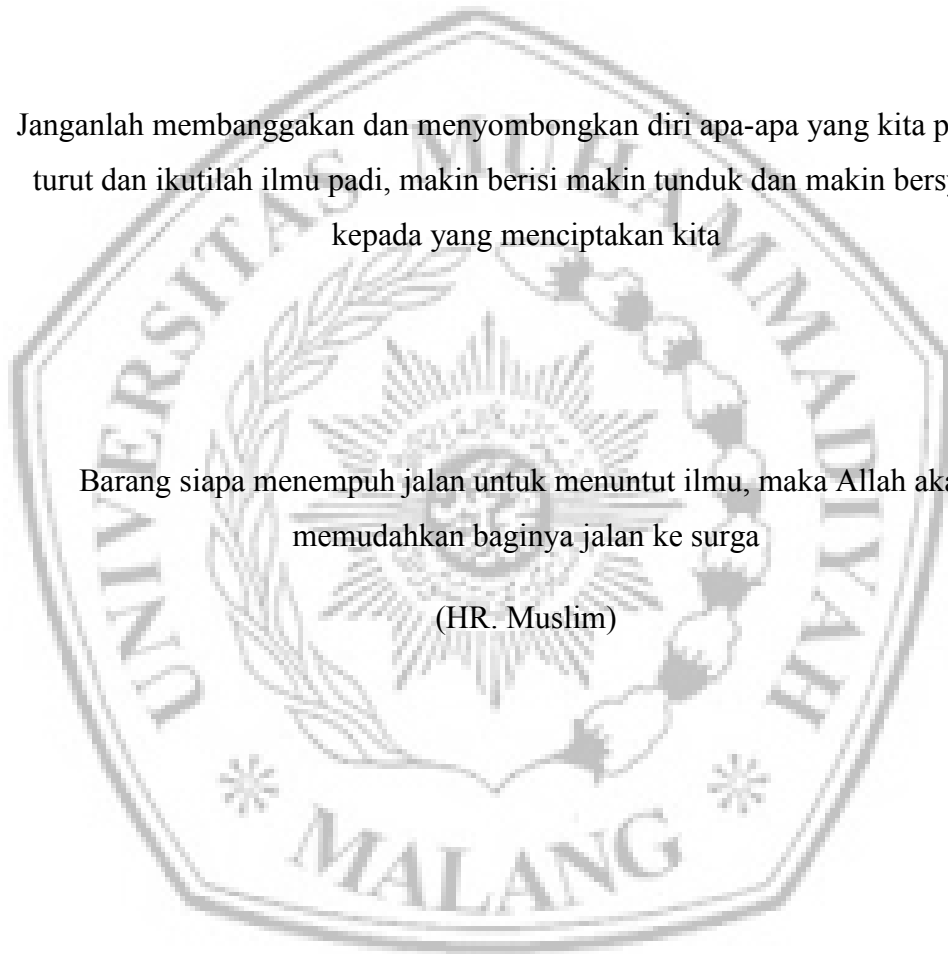 Janganlah membanggakan dan menyombongkan diri apa-apa yang kita
turut dan ikutilah ilmu padi, makin berisi makin tunduk dan makin
kepada yang menciptakan kita
Barang siapa menempuh jalan untuk menuntut ilmu, maka Allah
memudahkan baginya jalan ke surga
(HR. Muslim)
UNIVERSITAS MUHAMMADIYAH
MALANG